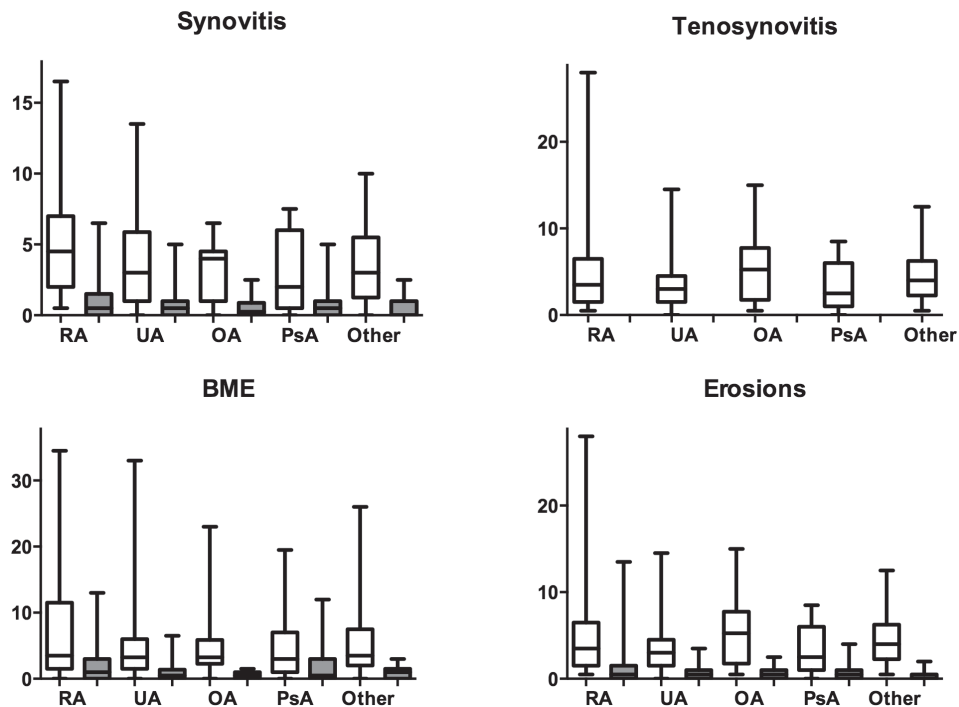 Synovitis
15
10
5
0
RA UA OA PsA Other
Tenosynovitis
20
10
0
RA UA OA PsA Other
BME
30
20
10
0
RA UA OA PsA Other
Erosions
20
10
0
RA UA OA PsA Other